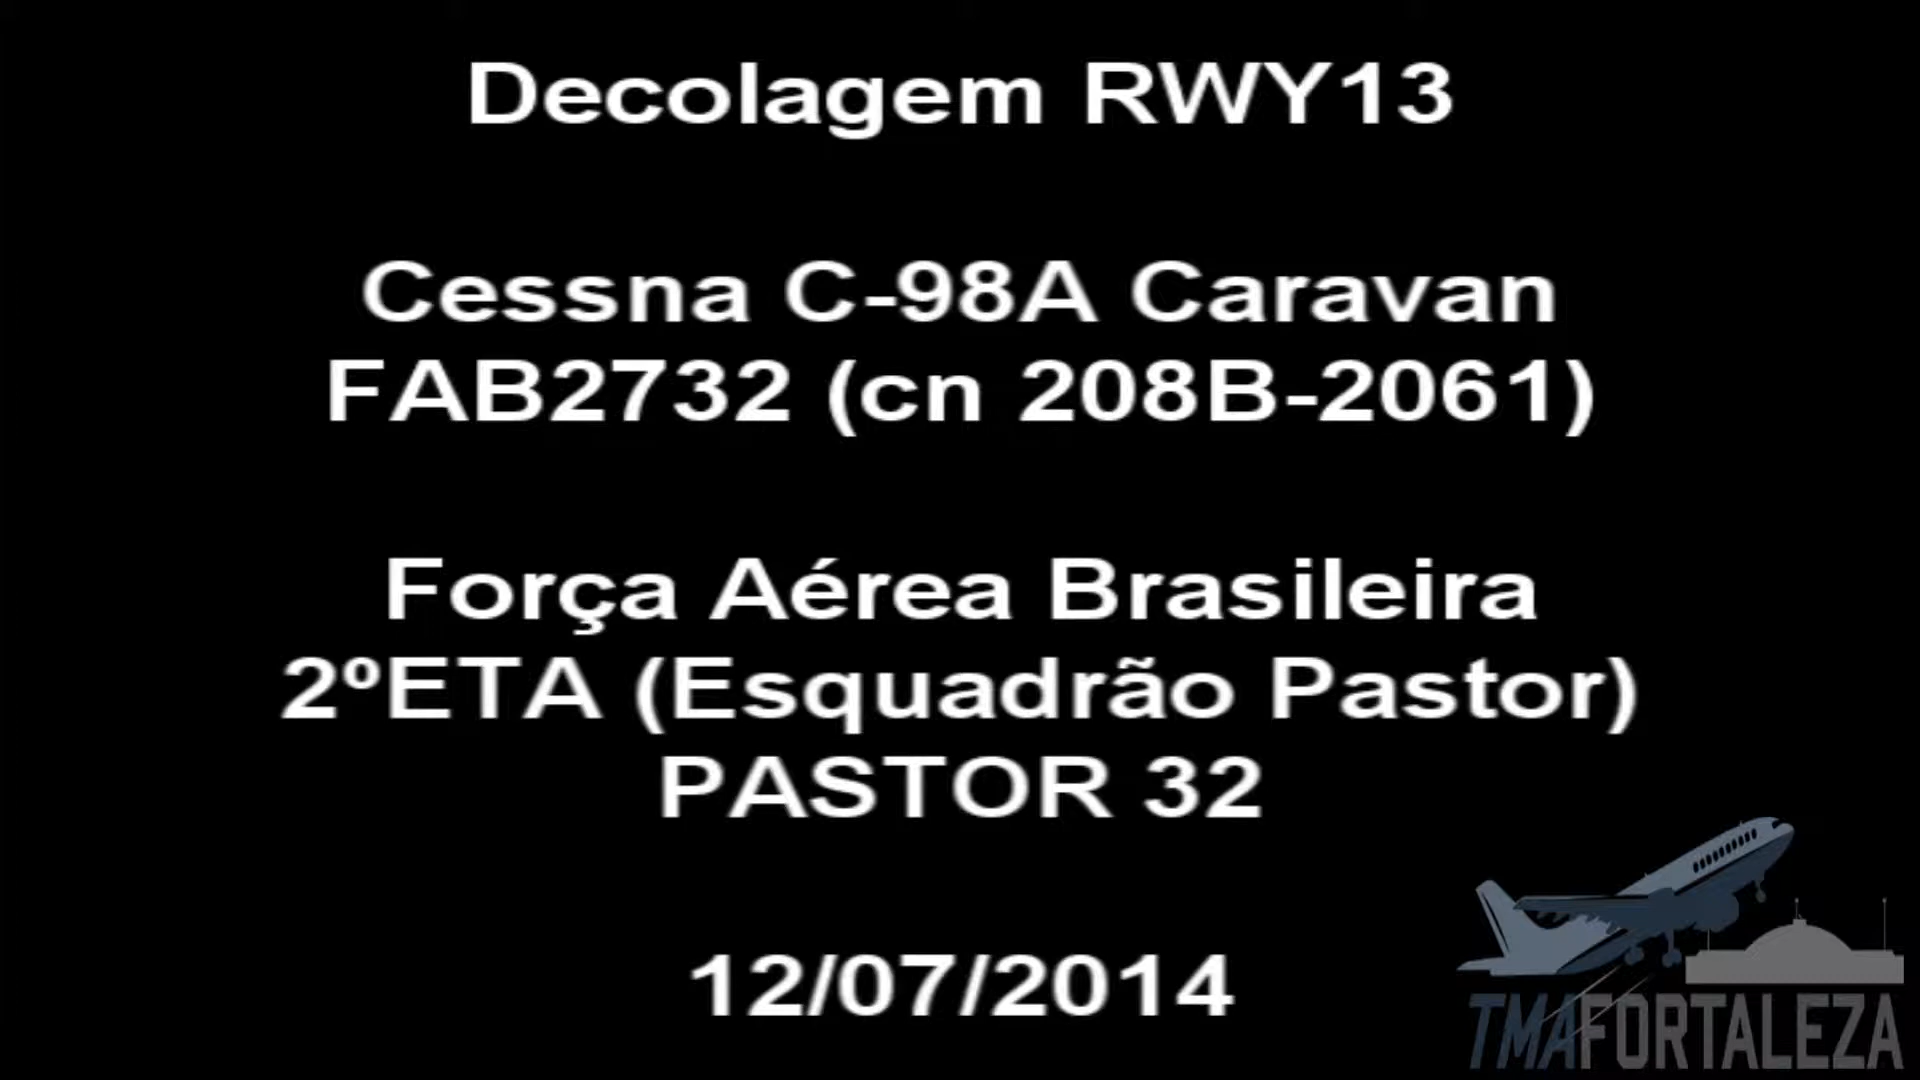 Decolagem RWY13
Cessna C-98A Caravan
FAB2732 (cn 208B-2061)
Força Aérea Brasileira
2ºETA (Esquadrão Pastor)
PASTOR 32
12/07/2014
TMAFORTALEZA